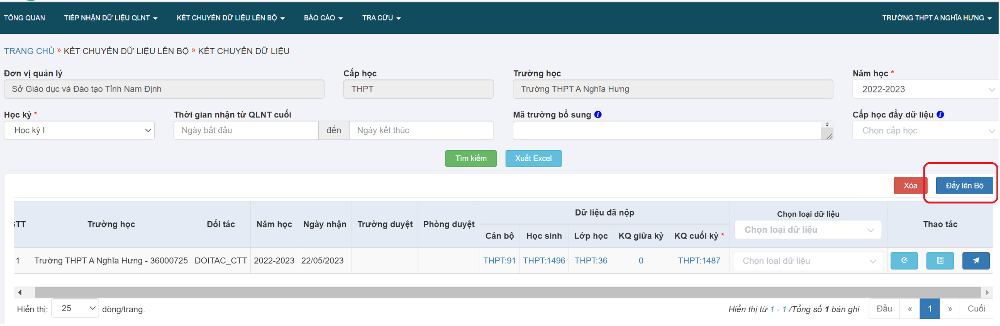 TỔNG QUAN TIẾP NHẬN DỮ LIỆU QLNT KẾT CHUYỂN DỮ LIỆU LÊN BỘ BÁO CÁO TRA CỨU TRƯỜNG THPT A NGHĨA HƯNG
TRANG CHỦ » KẾT CHUYỂN DỮ LIỆU LÊN BỘ » KẾT CHUYỂN DỮ LIỆU
Đơn vị quản lý Cấp học Trường học Năm học *
Sở Giáo dục và Đào tạo Tỉnh Nam Định THPT Trường THPT A Nghĩa Hưng 2022-2023
Học kỳ * Thời gian nhận từ QLNT cuối Mã trường bổ sung Cấp học đẩy dữ liệu
Học kỳ I Ngày bắt đầu đến Ngày kết thúc Chọn cấp học
Tìm kiếm Xuất Excel
Xóa Đẩy lên Bộ
Dữ liệu đã nộp Chọn loại dữ liệu
TT Trường học Đối tác Năm học Ngày nhận Trường duyệt Phòng duyệt Chọn loại dữ liệu Thao tác
Cán bộ Học sinh Lớp học KQ giữa kỳ KQ cuối kỳ *
1 Trường THPT A Nghĩa Hưng - 36000725 DOITAC_CTT 2022-2023 22/05/2023 THPT:91 THPT:1496 THPT:36 0 THPT:1487 Chọn loại dữ liệu
Hiển thị: 25 dòng/trang. Hiển thị từ 1 - 1 /Tổng số 1 bản ghi Đầu « 1 » Cuối